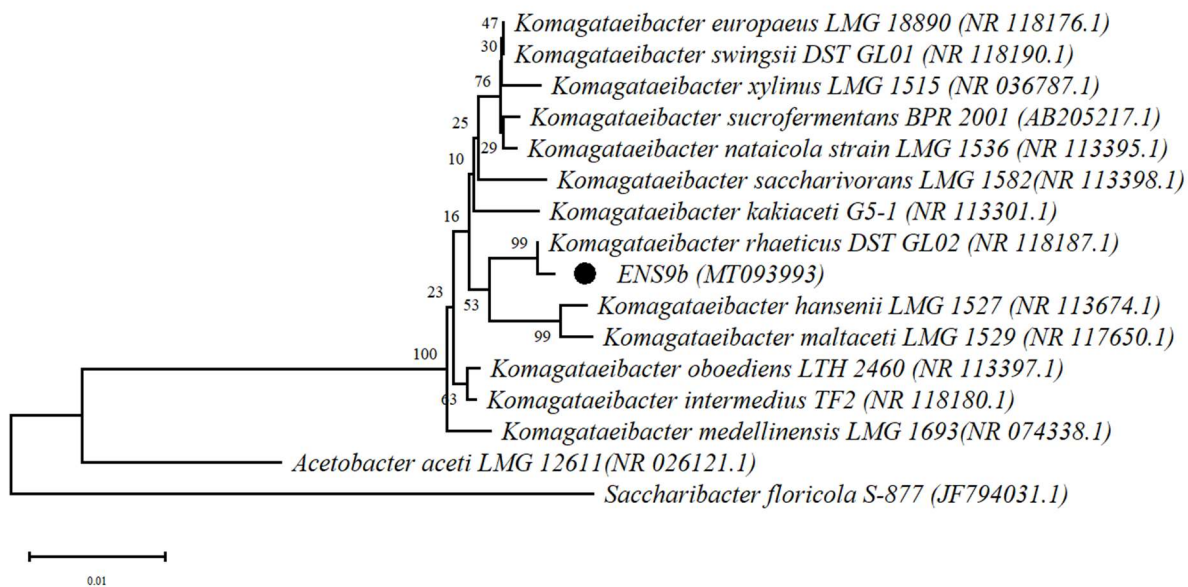 47
Komagataeibacter europaeus LMG 18890 (NR 118176.1)
30
Komagataeibacter swingsii DST GL01 (NR 118190.1)
76
Komagataeibacter xylinus LMG 1515 (NR 036787.1)
Komagataeibacter sucrofermentans BPR 2001 (AB205217.1)
25
29
Komagataeibacter nataicola strain LMG 1536 (NR 113395.1)
10
Komagataeibacter saccharivorans LMG 1582(NR 113398.1)
16
Komagataeibacter kakiaceti G5-1 (NR 113301.1)
99
Komagataeibacter rhaeticus DST GL02 (NR 118187.1)
ENS9b (MT093993)
23
53
Komagataeibacter hansenii LMG 1527 (NR 113674.1)
99
Komagataeibacter maltaceti LMG 1529 (NR 117650.1)
100
Komagataeibacter oboediens LTH 2460 (NR 113397.1)
63
Komagataeibacter intermedius TF2 (NR 118180.1)
Komagataeibacter medellinensis LMG 1693(NR 074338.1)
Acetobacter aceti LMG 12611(NR 026121.1)
Saccharibacter floricola S-877 (JF794031.1)
0.01